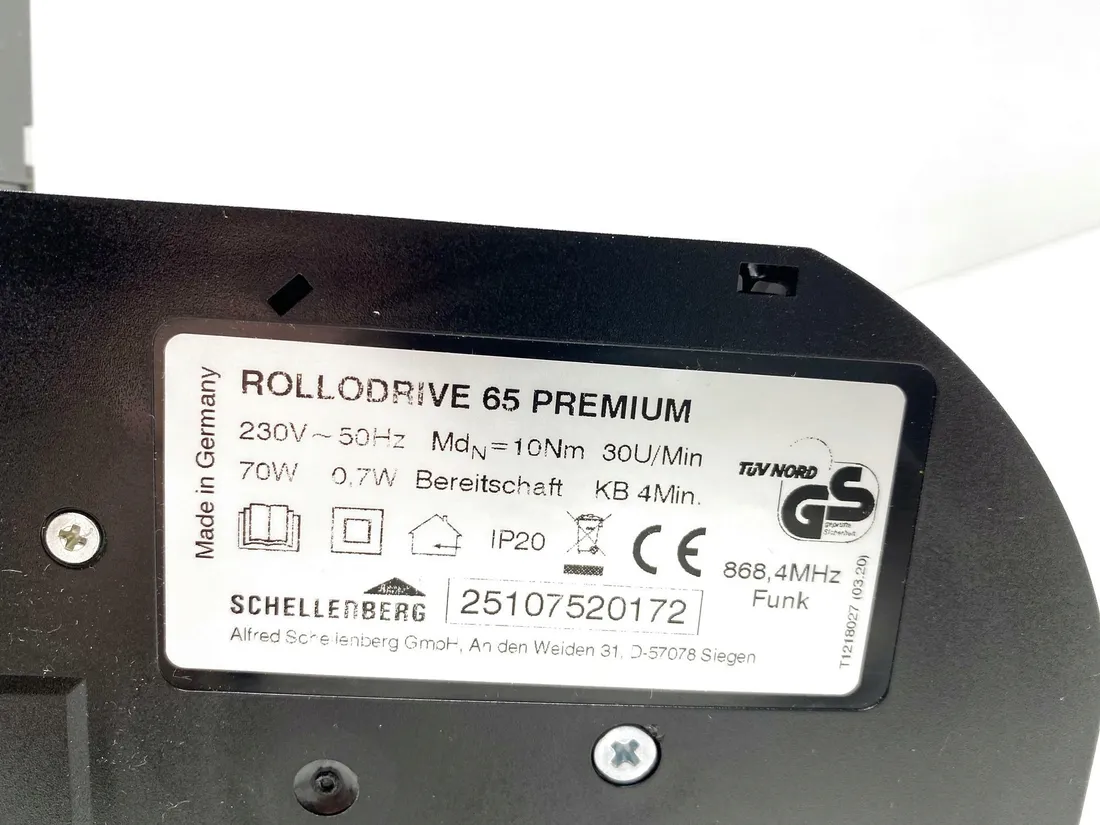 Made in Germany
ROLLODRIVE 65 PREMIUM
230V ~ 50Hz MdN=10Nm 30U/Min
70W 0,7W Bereitschaft KB 4Min.
TÜV NORD
GS
geprüfte
Sicherheit
IP20
CE
868,4MHz
Funk
SCHELLENBERG
25107520172
Alfred Schellenberg GmbH, An den Weiden 31, D-57078 Siegen
T1218027 (03.20)